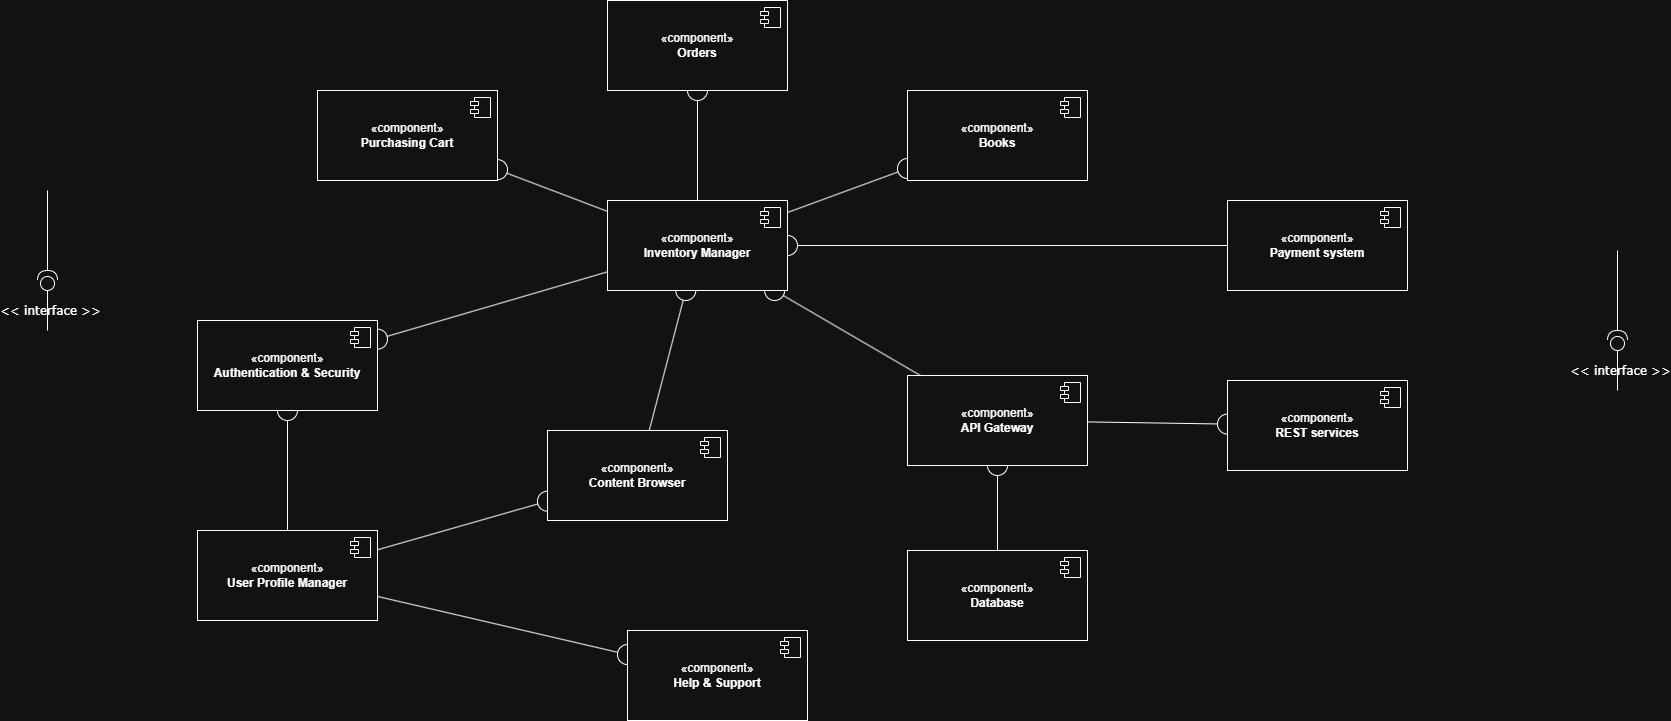 «component»
Orders
«component»
Purchasing Cart
«component»
Books
«component»
Inventory Manager
«component»
Payment system
<< interface >>
«component»
Authentication & Security
<< interface >>
«component»
API Gateway
«component»
REST services
«component»
Content Browser
«component»
User Profile Manager
«component»
Database
«component»
Help & Support